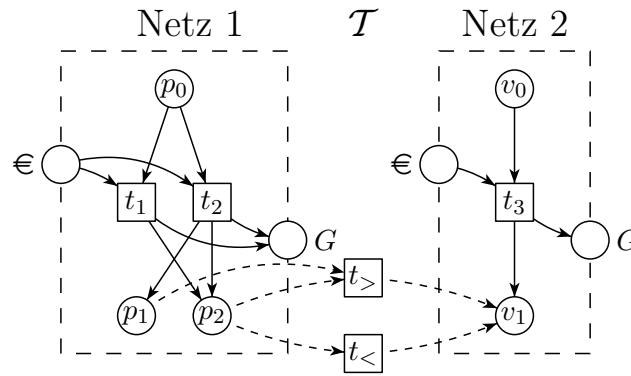 Netz 1 𝒯 Netz 2
p₀ v₀
€ €
t₁ t₂ t₃
G G
t>
p₁ p₂ v₁
t<